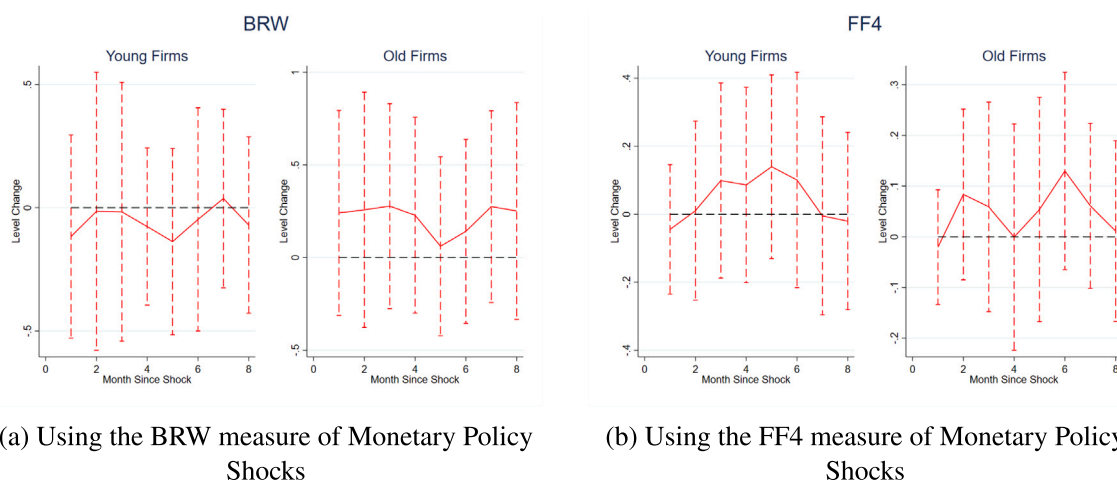 BRW
Young Firms
Old Firms
Level Change
.5
0
-.5
0 2 4 6 8
Month Since Shock
Level Change
1
.5
0
-.5
0 2 4 6 8
Month Since Shock
(a) Using the BRW measure of Monetary Policy
Shocks
FF4
Young Firms
Old Firms
Level Change
.4
.2
0
-.2
-.4
0 2 4 6 8
Month Since Shock
Level Change
.3
.2
.1
0
-.1
-.2
0 2 4 6 8
Month Since Shock
(b) Using the FF4 measure of Monetary Policy
Shocks